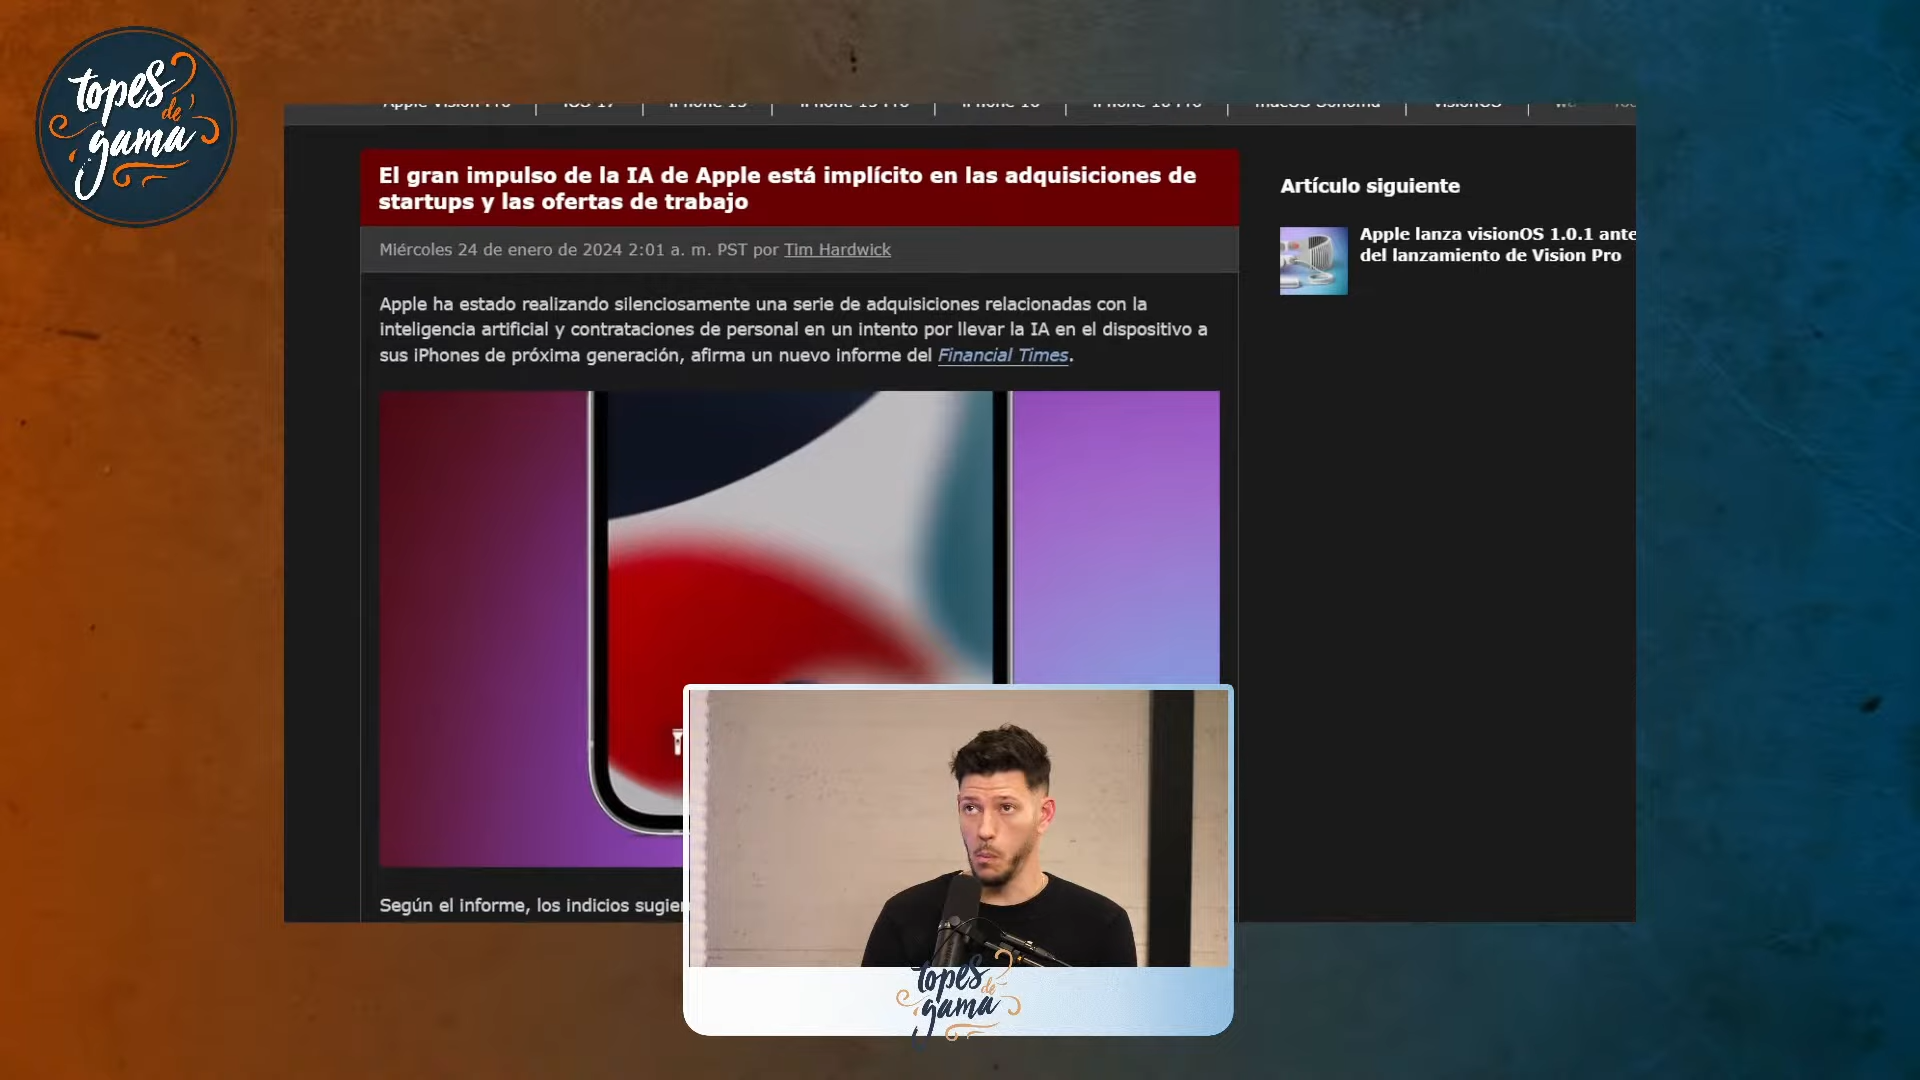 topes
de
gama
Apple Vision Pro
iOS 17
iPhone 15
iPhone 15 Pro
iPhone 16
iPhone 16 Pro
macOS Sonoma
visionOS
El gran impulso de la IA de Apple está implícito en las adquisiciones de
startups y las ofertas de trabajo
Miércoles 24 de enero de 2024 2:01 a. m. PST por Tim Hardwick
Apple ha estado realizando silenciosamente una serie de adquisiciones relacionadas con la
inteligencia artificial y contrataciones de personal en un intento por llevar la IA en el dispositivo a
sus iPhones de próxima generación, afirma un nuevo informe del Financial Times.
Según el informe, los indicios
Artículo siguiente
Apple lanza visionOS 1.0.1
del lanzamiento de Vision Pro
topes
de
gama